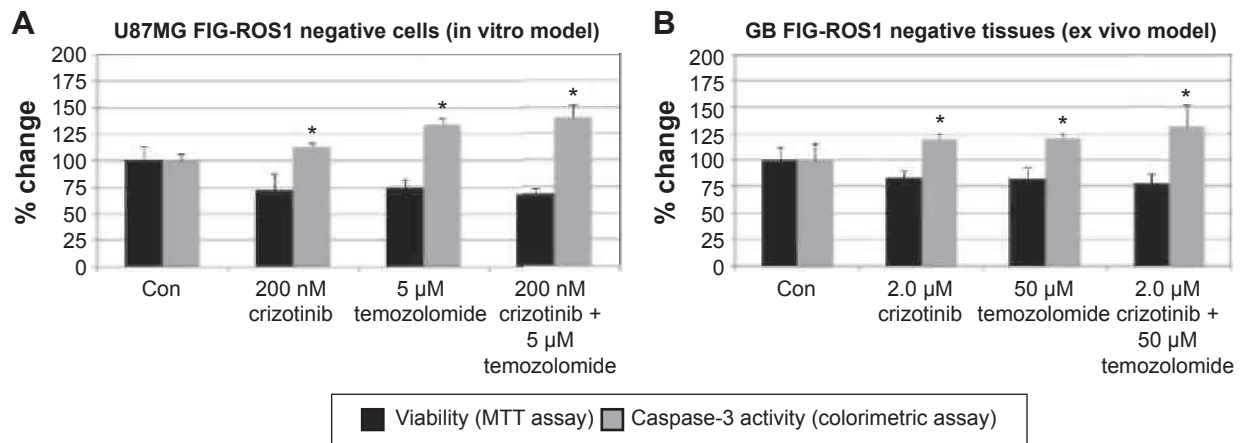 A
U87MG FIG-ROS1 negative cells (in vitro model)
% change
200
175
150
125
100
75
50
25
0
*
*
*
Con
200 nM
crizotinib
5 µM
temozolomide
200 nM
crizotinib +
5 µM
temozolomide
B
GB FIG-ROS1 negative tissues (ex vivo model)
% change
200
175
150
125
100
75
50
25
0
*
*
*
Con
2.0 µM
crizotinib
50 µM
temozolomide
2.0 µM
crizotinib +
50 µM
temozolomide
Viability (MTT assay)
Caspase-3 activity (colorimetric assay)